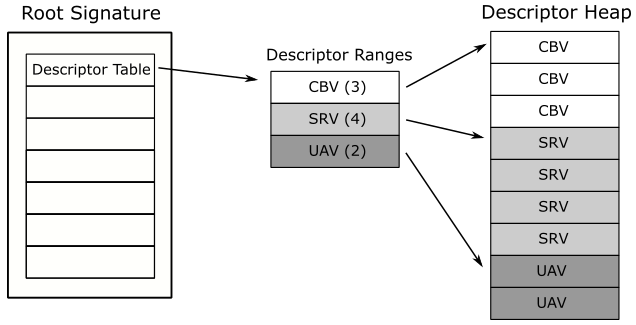 Root Signature
Descriptor Table
Descriptor Ranges
CBV (3)
SRV (4)
UAV (2)
Descriptor Heap
CBV
CBV
CBV
SRV
SRV
SRV
SRV
UAV
UAV